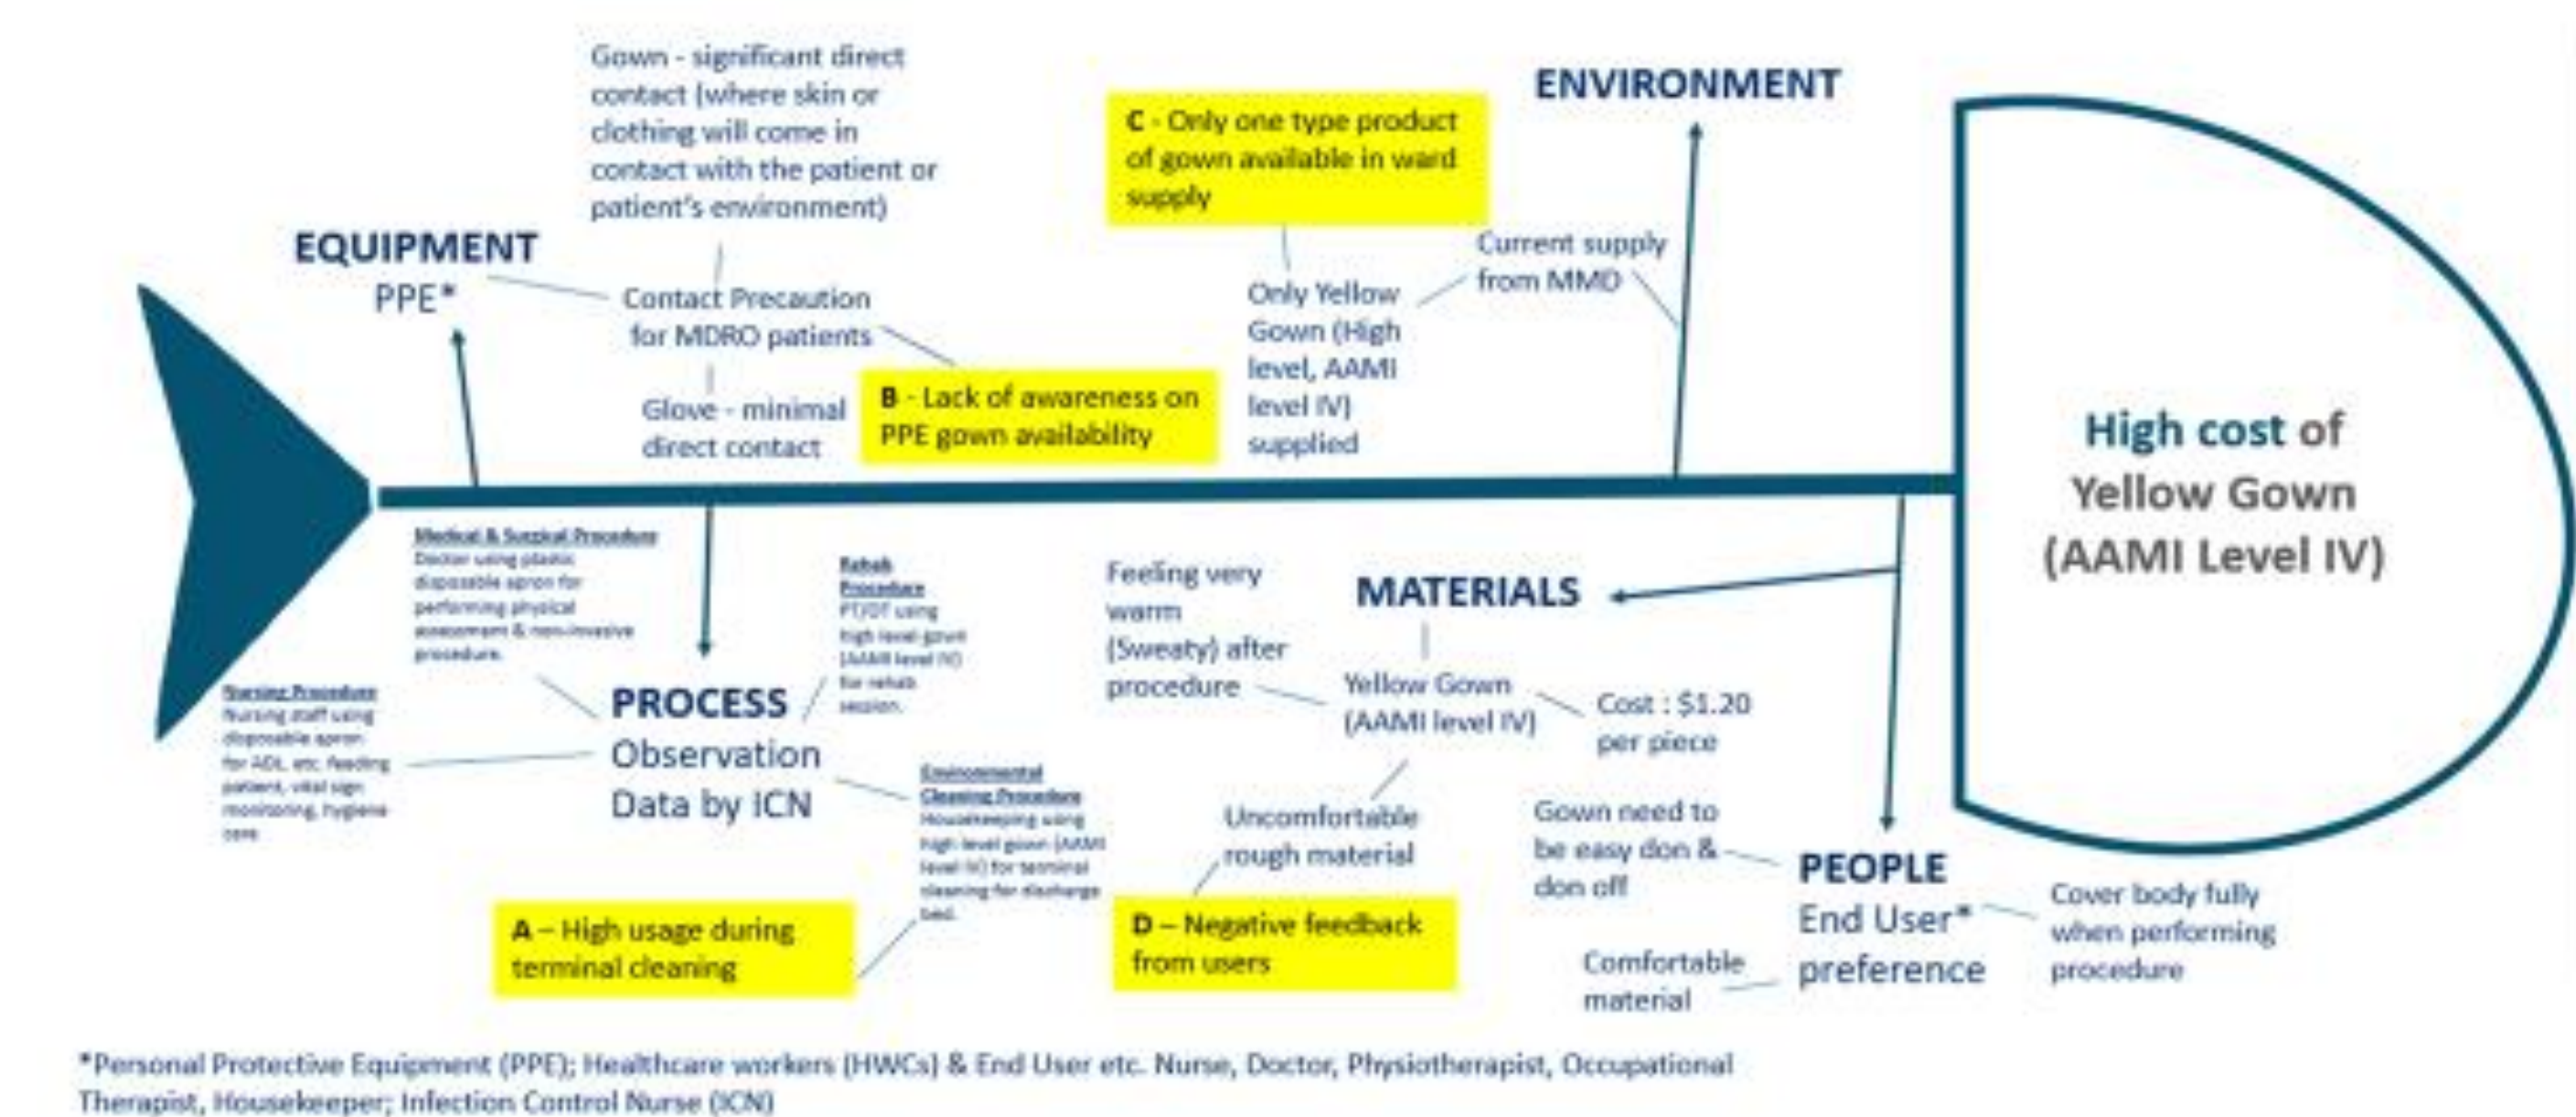 Gown - significant direct
contact (where skin or
clothing will come in
contact with the patient or
patient's environment)
EQUIPMENT
PPE*
Contact Precaution
for MDRO patients
Glove - minimal
direct contact
B - Lack of awareness on
PPE gown availability
C - Only one type product
of gown available in ward
supply
Only Yellow
Gown (High
level, AAMI
level IV)
supplied
Current supply
from MMD
ENVIRONMENT
High cost of
Yellow Gown
(AAMI Level IV)
Medical & Surgical Procedure
Doctor using plastic
disposable apron for
performing physical
assessment & non-invasive
procedure.
Nursing Procedure
Nursing staff using
disposable apron
for ADL, etc. feeding
patient, vital sign
monitoring, hygiene
care
PROCESS
Observation
Data by ICN
Rehab
Procedure
PT/OT using
high level gown
(AAMI level IV)
for rehab
session.
Environmental
Cleaning Procedure
Housekeeping using
high level gown (AAMI
level IV) for terminal
cleaning for discharge
bed.
A – High usage during
terminal cleaning
Feeling very
warm
(Sweaty) after
procedure
MATERIALS
Yellow Gown
(AAMI level IV)
Cost : $1.20
per piece
Uncomfortable
rough material
D – Negative feedback
from users
Gown need to
be easy don &
don off
PEOPLE
End User*
preference
Comfortable
material
Cover body fully
when performing
procedure
*Personal Protective Equipment (PPE); Healthcare workers (HWCs) & End User etc. Nurse, Doctor, Physiotherapist, Occupational
Therapist, Housekeeper; Infection Control Nurse (ICN)